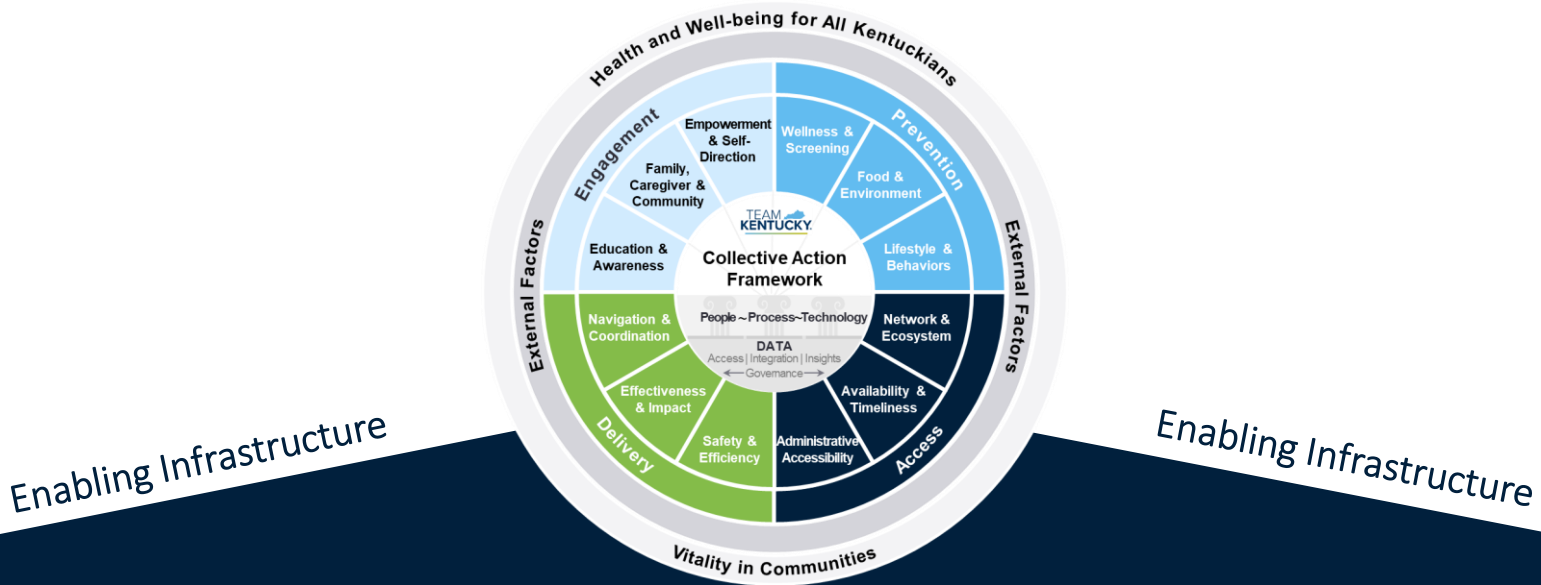 Health and Well-being for All Kentuckians
External Factors
External Factors
Engagement
Empowerment
& Self-
Direction
Family,
Caregiver &
Community
Education &
Awareness
Prevention
Wellness &
Screening
Food &
Environment
Lifestyle &
Behaviors
TEAM
KENTUCKY
Collective Action
Framework
People ~ Process~Technology
DATA
Access | Integration | Insights
Governance
Navigation &
Coordination
Effectiveness
& Impact
Safety &
Efficiency
Delivery
Network &
Ecosystem
Availability &
Timeliness
Administrative
Accessibility
Access
Vitality in Communities
Enabling Infrastructure
Enabling Infrastructure